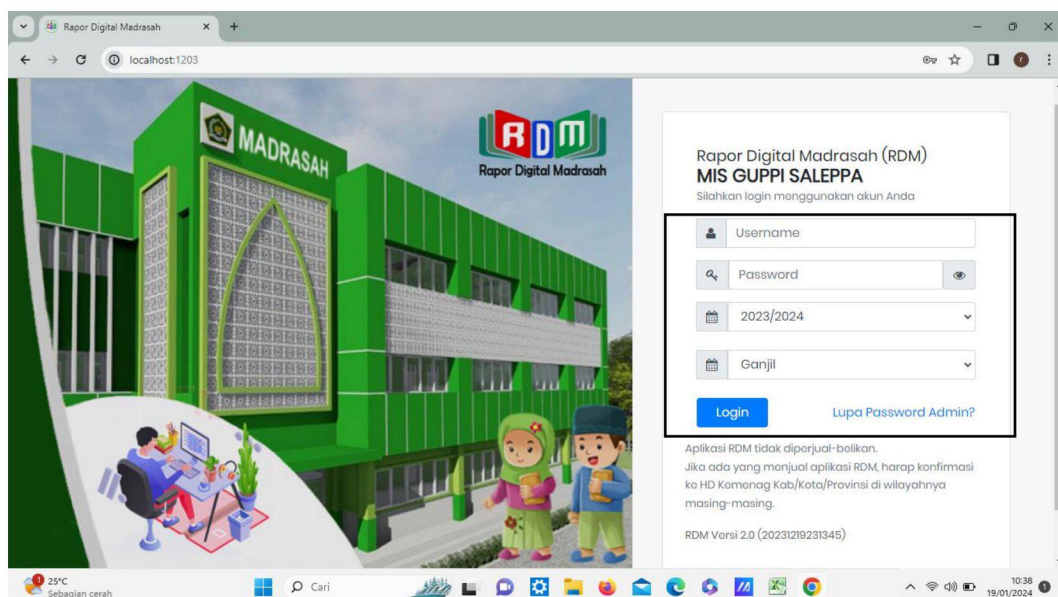 Rapor Digital Madrasah
localhost:1203
MADRASAH
RDM
Rapor Digital Madrasah
Rapor Digital Madrasah (RDM)
MIS GUPPI SALEPPA
Silahkan login menggunakan akun Anda
Username
Password
2023/2024
Ganjil
Login
Lupa Password Admin?
Aplikasi RDM tidak diperjual-belikan.
Jika ada yang menjual aplikasi RDM, harap konfirmasi
ke HD Kemenag Kab/Kota/Provinsi di wilayahnya
masing-masing.
RDM Versi 2.0 (20231219231345)
1
25°C
Sebagian cerah
Cari
10:38
19/01/2024